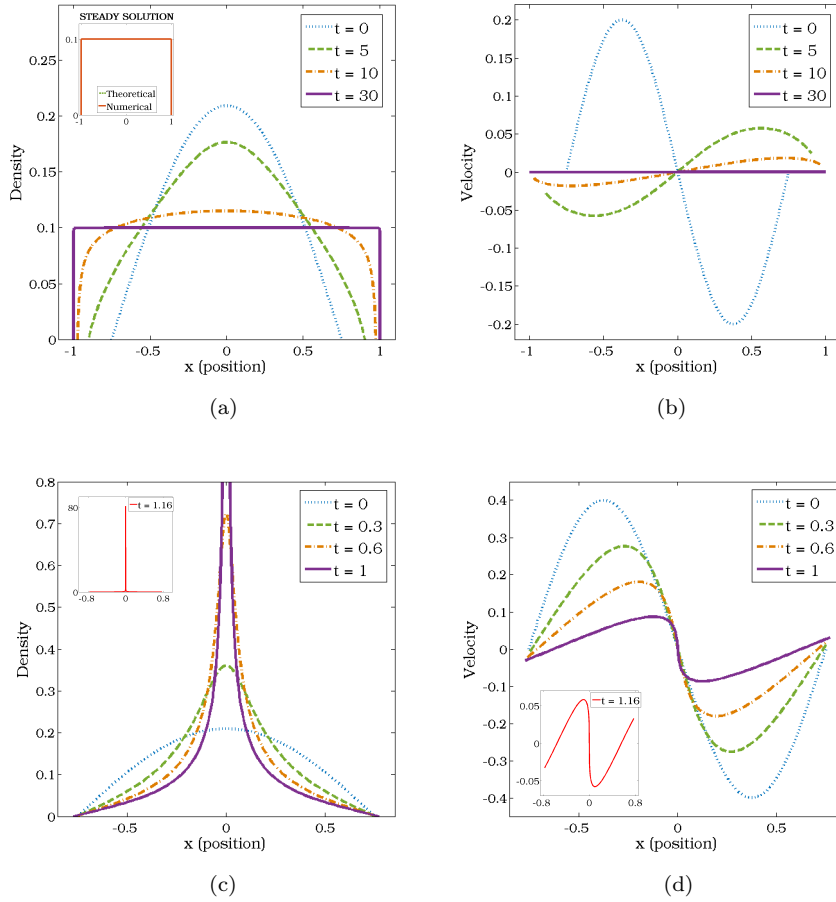 STEADY SOLUTION
0.1
0
-1 0 1
Theoretical
Numerical
t = 0
t = 5
t = 10
t = 30
0.25
0.2
0.15
0.1
0.05
0
Density
-1 -0.5 0 0.5 1
x (position)
(a)
t = 0
t = 5
t = 10
t = 30
0.2
0.15
0.1
0.05
0
-0.05
-0.1
-0.15
-0.2
Velocity
-1 -0.5 0 0.5 1
x (position)
(b)
t = 1.16
80
0
-0.8 0 0.8
t = 0
t = 0.3
t = 0.6
t = 1
0.8
0.7
0.6
0.5
0.4
0.3
0.2
0.1
0
Density
-0.5 0 0.5
x (position)
(c)
t = 0
t = 0.3
t = 0.6
t = 1
0.4
0.3
0.2
0.1
0
-0.1
-0.2
-0.3
-0.4
Velocity
t = 1.16
0.05
0
-0.05
-0.8 0 0.8
-0.5 0 0.5
x (position)
(d)